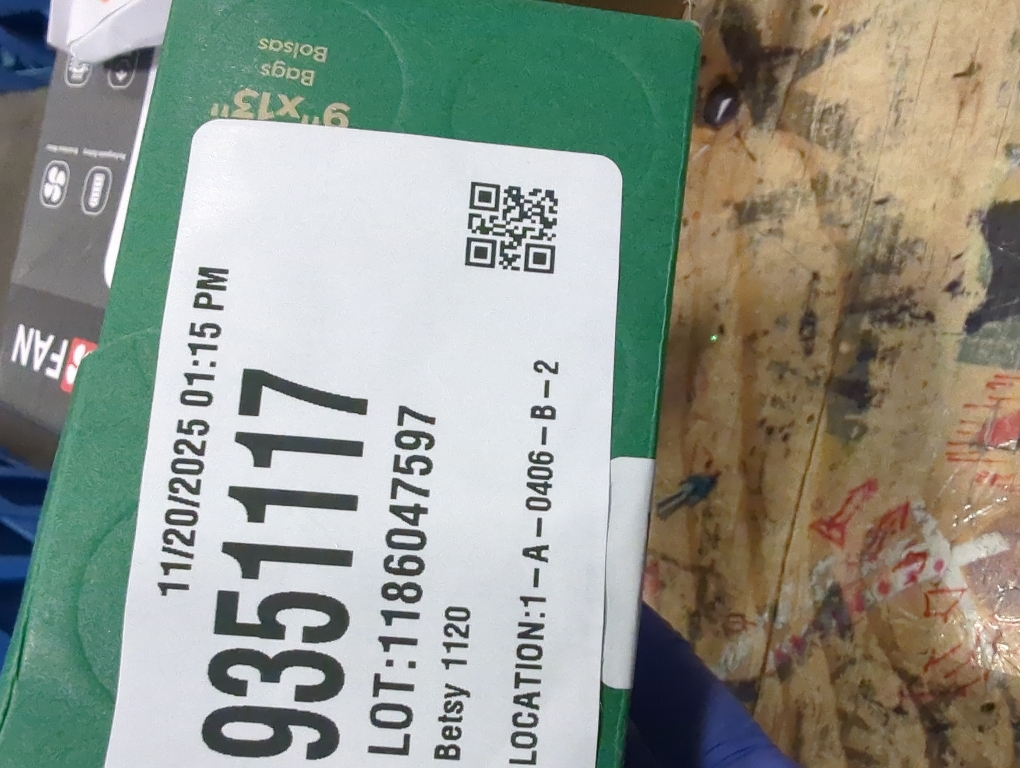 11/20/2025 01:15 PM
9351117
LOT:1186047597
Betsy 1120
LOCATION:1-A-0406-B-2
9"x13"
Bags
Bolsas
FAN